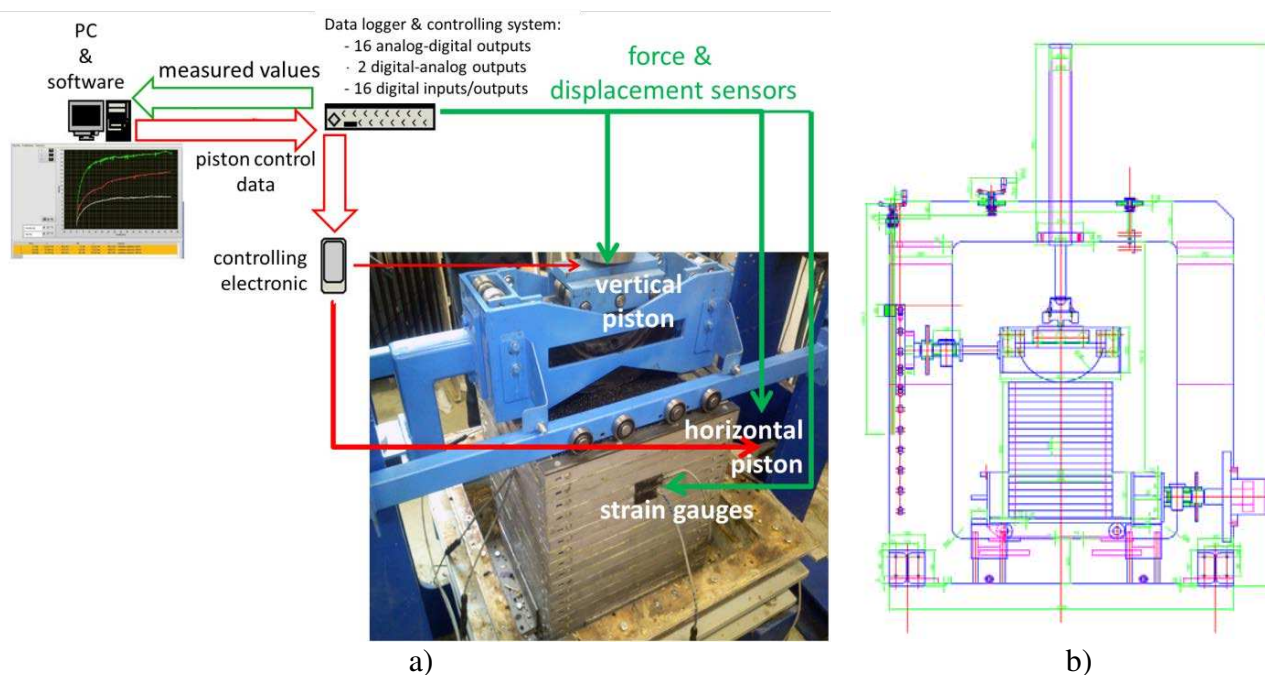 PC
&
software
measured values
Data logger & controlling system:
- 16 analog-digital outputs
· 2 digital-analog outputs
- 16 digital inputs/outputs
force &
displacement sensors
piston control
data
controlling
electronic
vertical
piston
horizontal
piston
strain gauges
a)
b)